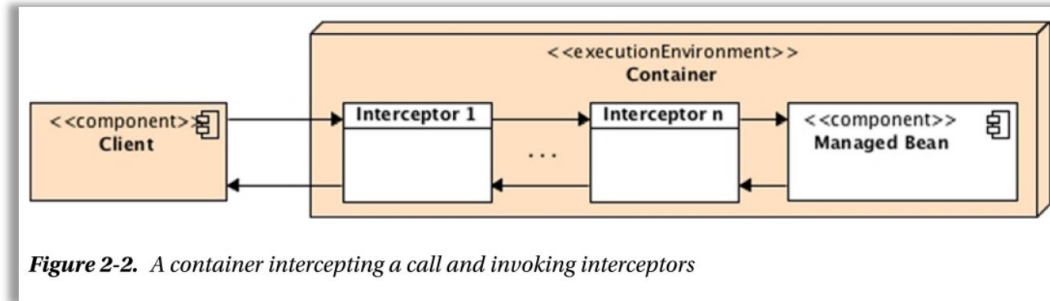 <<executionEnvironment>>
Container
<<component>>
Client
Interceptor 1
Interceptor n
<<component>>
Managed Bean
...
Figure 2-2. A container intercepting a call and invoking interceptors